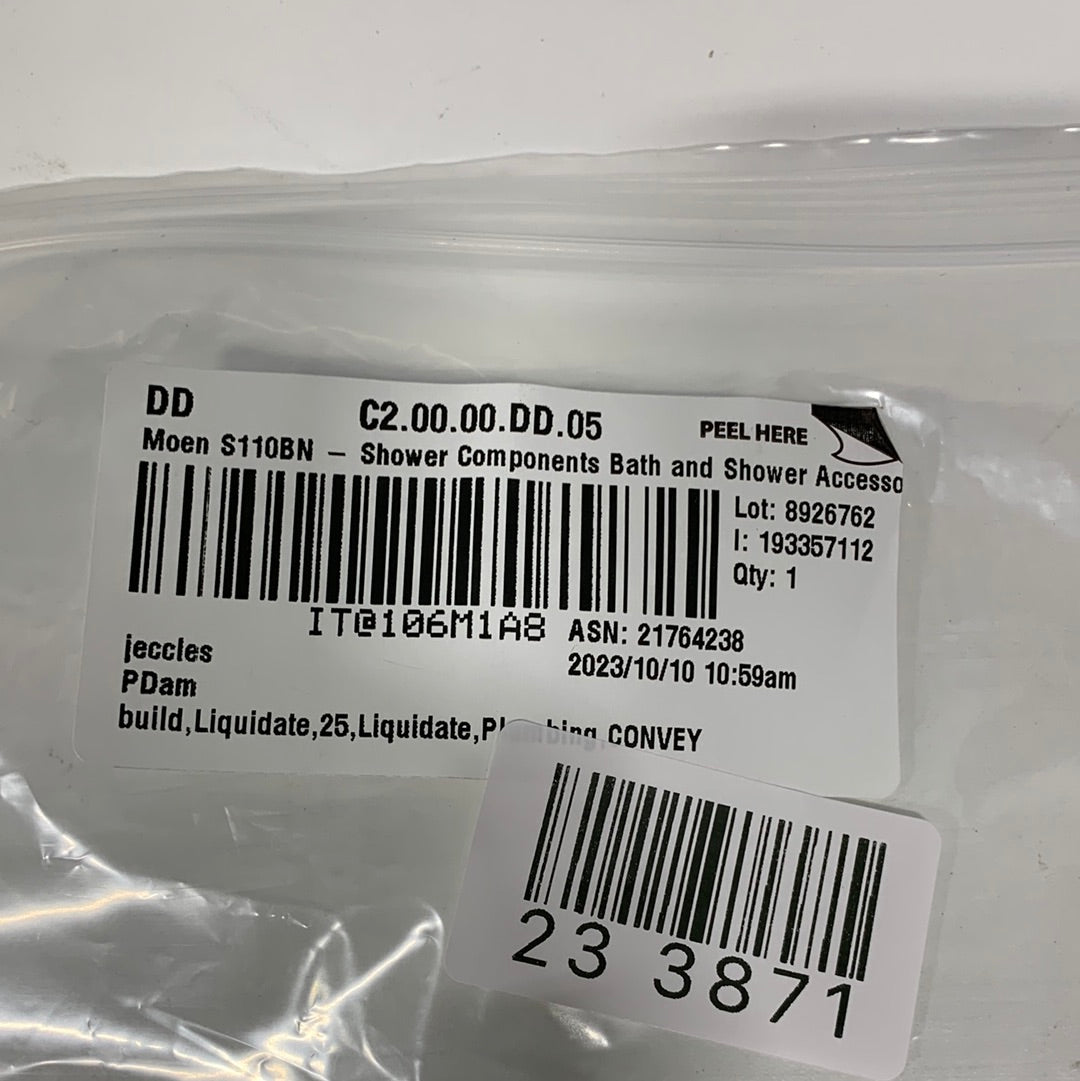 DD
C2.00.00.DD.05
PEEL HERE
Moen S110BN – Shower Components Bath and Shower Accesso
Lot: 8926762
I: 193357112
Qty: 1
IT@106M1A8
ASN: 21764238
2023/10/10 10:59am
jeccles
PDam
build,Liquidate,25,Liquidate,Plumbing,CONVEY
23 3871